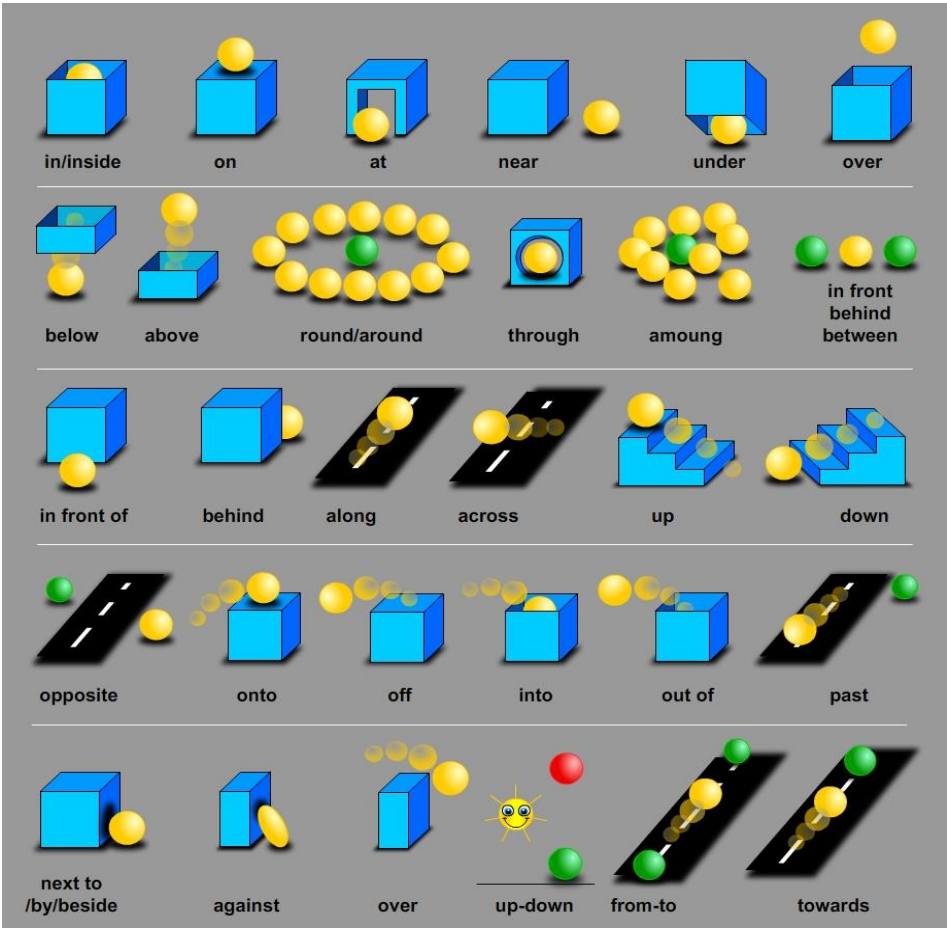 in/inside on at near under over
below above round/around through amoung in front
behind
between
in front of behind along across up down
opposite onto off into out of past
next to
/by/beside against over up-down from-to towards